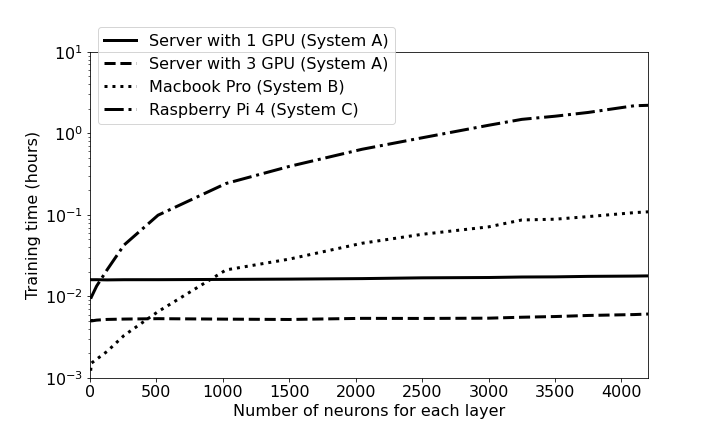 Server with 1 GPU (System A)
Server with 3 GPU (System A)
Macbook Pro (System B)
Raspberry Pi 4 (System C)
10¹
10⁰
10⁻¹
10⁻²
10⁻³
Training time (hours)
0 500 1000 1500 2000 2500 3000 3500 4000
Number of neurons for each layer